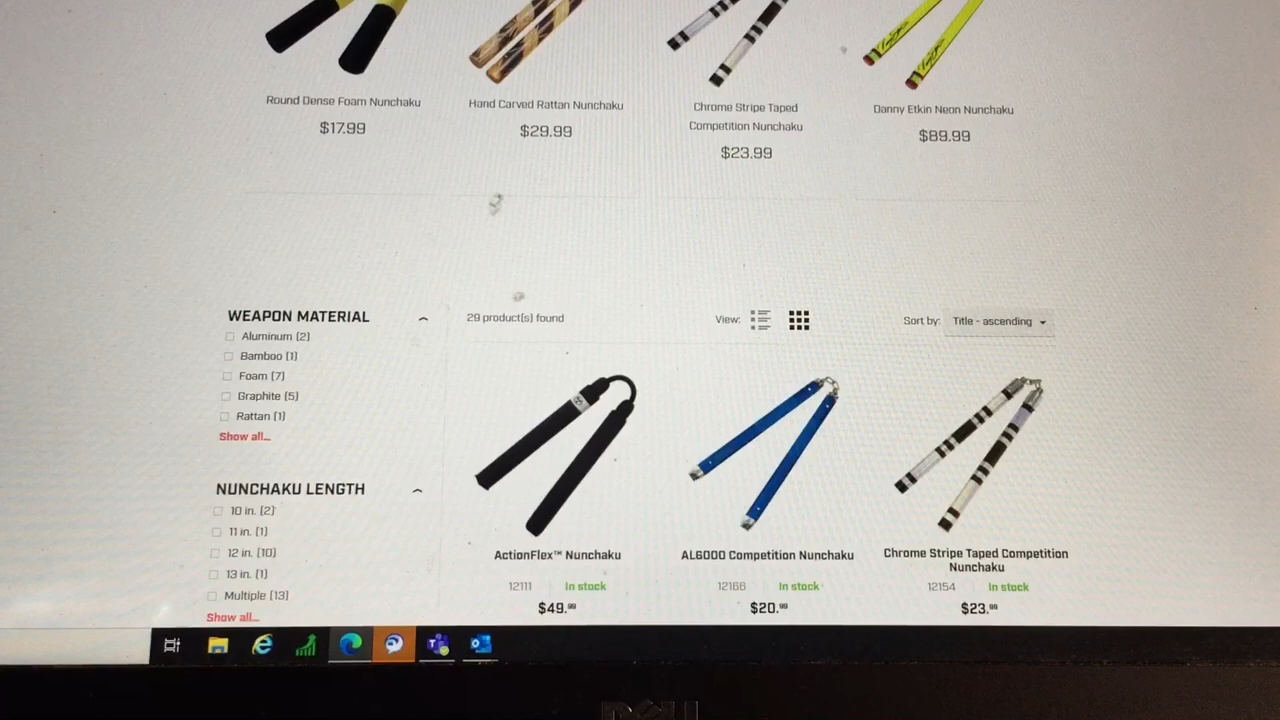 Round Dense Foam Nunchaku
$17.99
Hand Carved Rattan Nunchaku
$29.99
Chrome Stripe Taped
Competition Nunchaku
$23.99
Danny Etkin Neon Nunchaku
$89.99
WEAPON MATERIAL
Aluminum (2)
Bamboo (1)
Foam (7)
Graphite (5)
Rattan (1)
Show all...
NUNCHAKU LENGTH
10 in. (2)
11 in. (1)
12 in. (10)
13 in. (1)
Multiple (13)
Show all...
29 product(s) found
View:
Sort by: Title - ascending
ActionFlex™ Nunchaku
12111 In stock
$49.99
AL6000 Competition Nunchaku
12166 In stock
$20.99
Chrome Stripe Taped Competition
Nunchaku
12154 In stock
$23.99
DELL